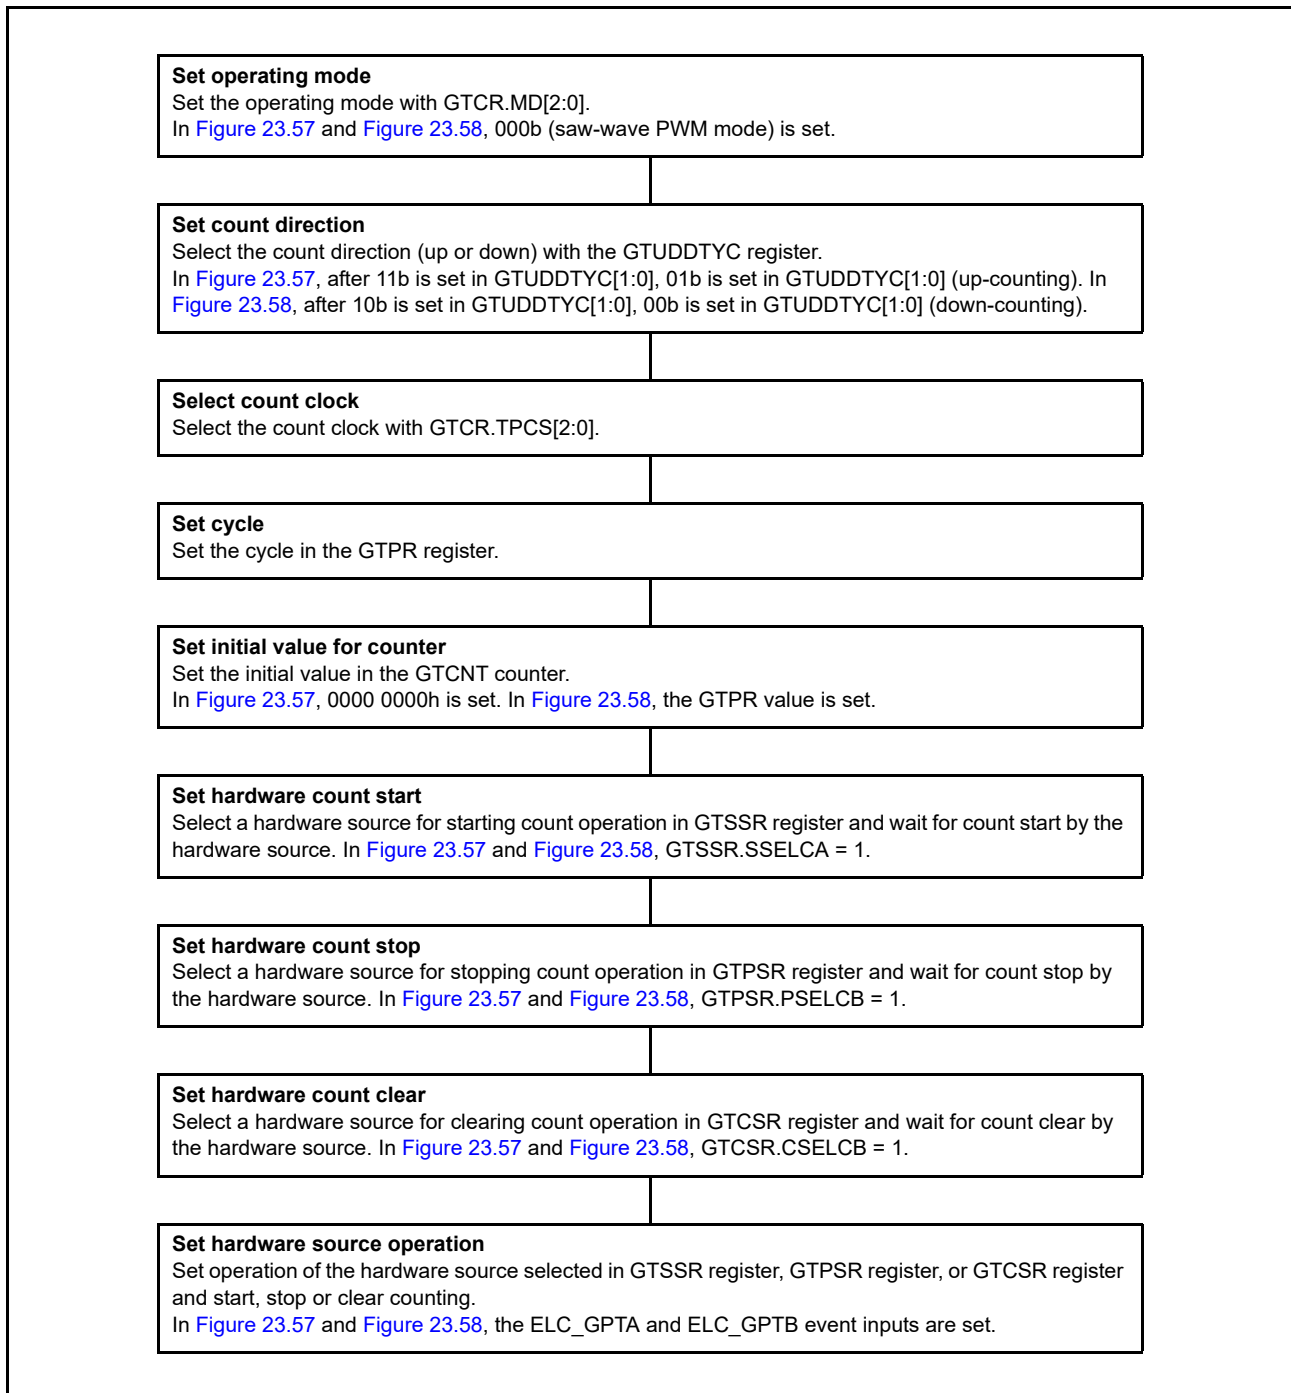 Set operating mode
Set the operating mode with GTCR.MD[2:0].
In Figure 23.57 and Figure 23.58, 000b (saw-wave PWM mode) is set.
Set count direction
Select the count direction (up or down) with the GTUDDTYC register.
In Figure 23.57, after 11b is set in GTUDDTYC[1:0], 01b is set in GTUDDTYC[1:0] (up-counting). In
Figure 23.58, after 10b is set in GTUDDTYC[1:0], 00b is set in GTUDDTYC[1:0] (down-counting).
Select count clock
Select the count clock with GTCR.TPCS[2:0].
Set cycle
Set the cycle in the GTPR register.
Set initial value for counter
Set the initial value in the GTCNT counter.
In Figure 23.57, 0000 0000h is set. In Figure 23.58, the GTPR value is set.
Set hardware count start
Select a hardware source for starting count operation in GTSSR register and wait for count start by the
hardware source. In Figure 23.57 and Figure 23.58, GTSSR.SSELCA = 1.
Set hardware count stop
Select a hardware source for stopping count operation in GTPSR register and wait for count stop by
the hardware source. In Figure 23.57 and Figure 23.58, GTPSR.PSELCB = 1.
Set hardware count clear
Select a hardware source for clearing count operation in GTCSR register and wait for count clear by
the hardware source. In Figure 23.57 and Figure 23.58, GTCSR.CSELCB = 1.
Set hardware source operation
Set operation of the hardware source selected in GTSSR register, GTPSR register, or GTCSR register
and start, stop or clear counting.
In Figure 23.57 and Figure 23.58, the ELC_GPTA and ELC_GPTB event inputs are set.